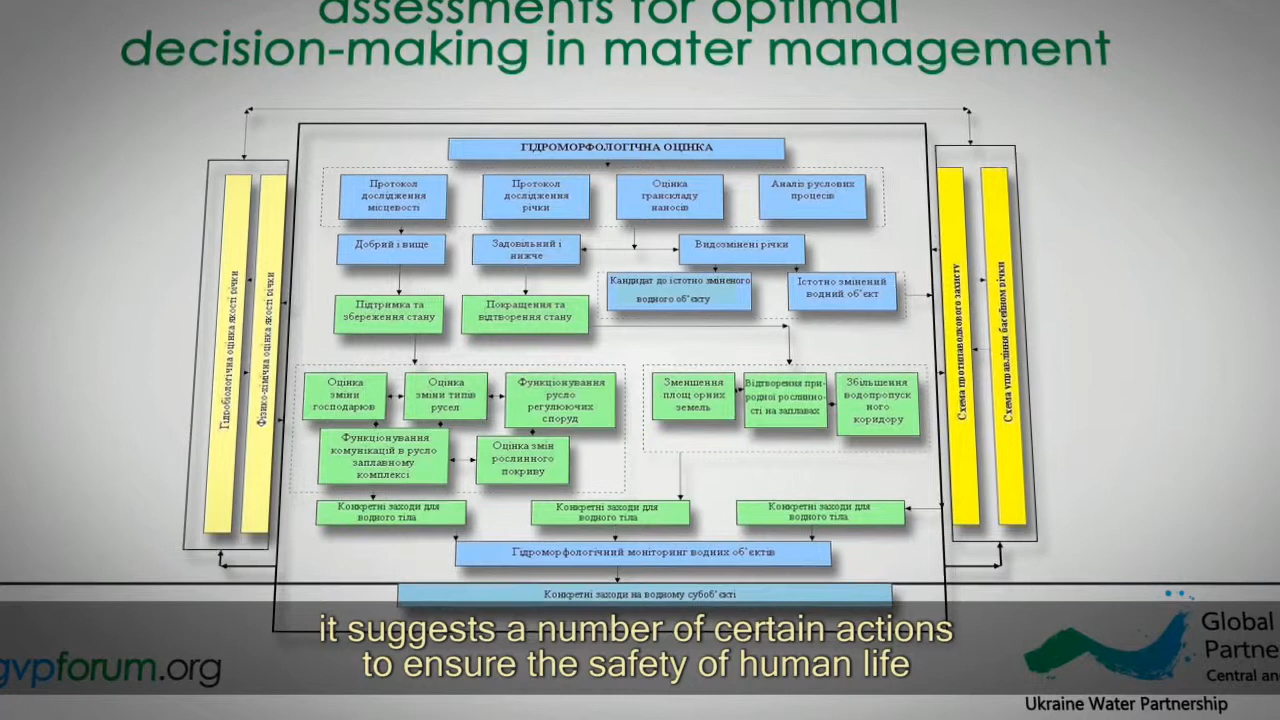 assessments for optimal
decision-making in mater management
ГІДРОМОРФОЛОГІЧНА ОЦІНКА
Протокол
дослідження
місцевості
Протокол
дослідження
річки
Оцінка
транскладу
наносів
Аналіз руслових
процесів
Добрий і вище
Задовільний і
нижче
Видозмінені річки
Кандидат до істотно зміненого
водного об'єкту
Істотно змінений
водний об'єкт
Підтримка та
збереження стану
Покращення та
відтворення стану
Оцінка
зміни
господарюв
Оцінка
зміни типів
русел
Функціонування
русло
регулюючих
споруд
Зменшення
площ орних
земель
Відтворення при-
родної рослинно-
сті на заплавах
Збільшення
водопропуск
ного
коридору
Функціонування
комунікацій в русло
заплавному
комплексі
Оцінка змін
рослинного
покриву
Конкретні заходи для
водного тіла
Конкретні заходи для
водного тіла
Конкретні заходи для
водного тіла
Гідроморфологічний моніторинг водних об'єктів
Конкретні заходи на водному субоб'єкті
Гідробіологічна оцінка якості річки
Фізико-хімічна оцінка якості річки
Схема протипаводкового захисту
Схема управління басейном річки
it suggests a number of certain actions
to ensure the safety of human life
gvpforum.org
Global
Partne
Central an
Ukraine Water Partnership